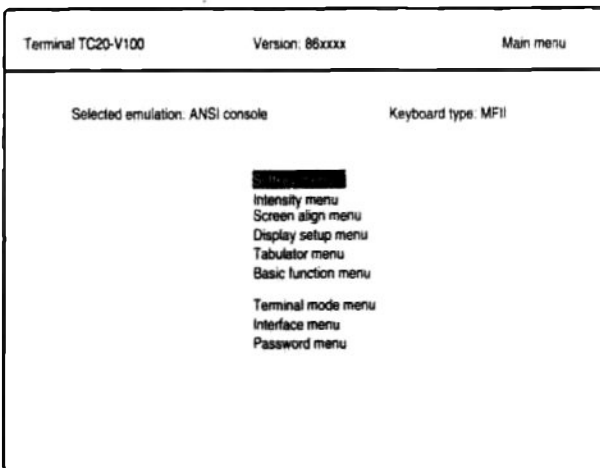 Terminal TC20-V100 Version: 86xxxx Main menu
Selected emulation: ANSI console Keyboard type: MFII
Intensity menu
Screen align menu
Display setup menu
Tabulator menu
Basic function menu
Terminal mode menu
Interface menu
Password menu